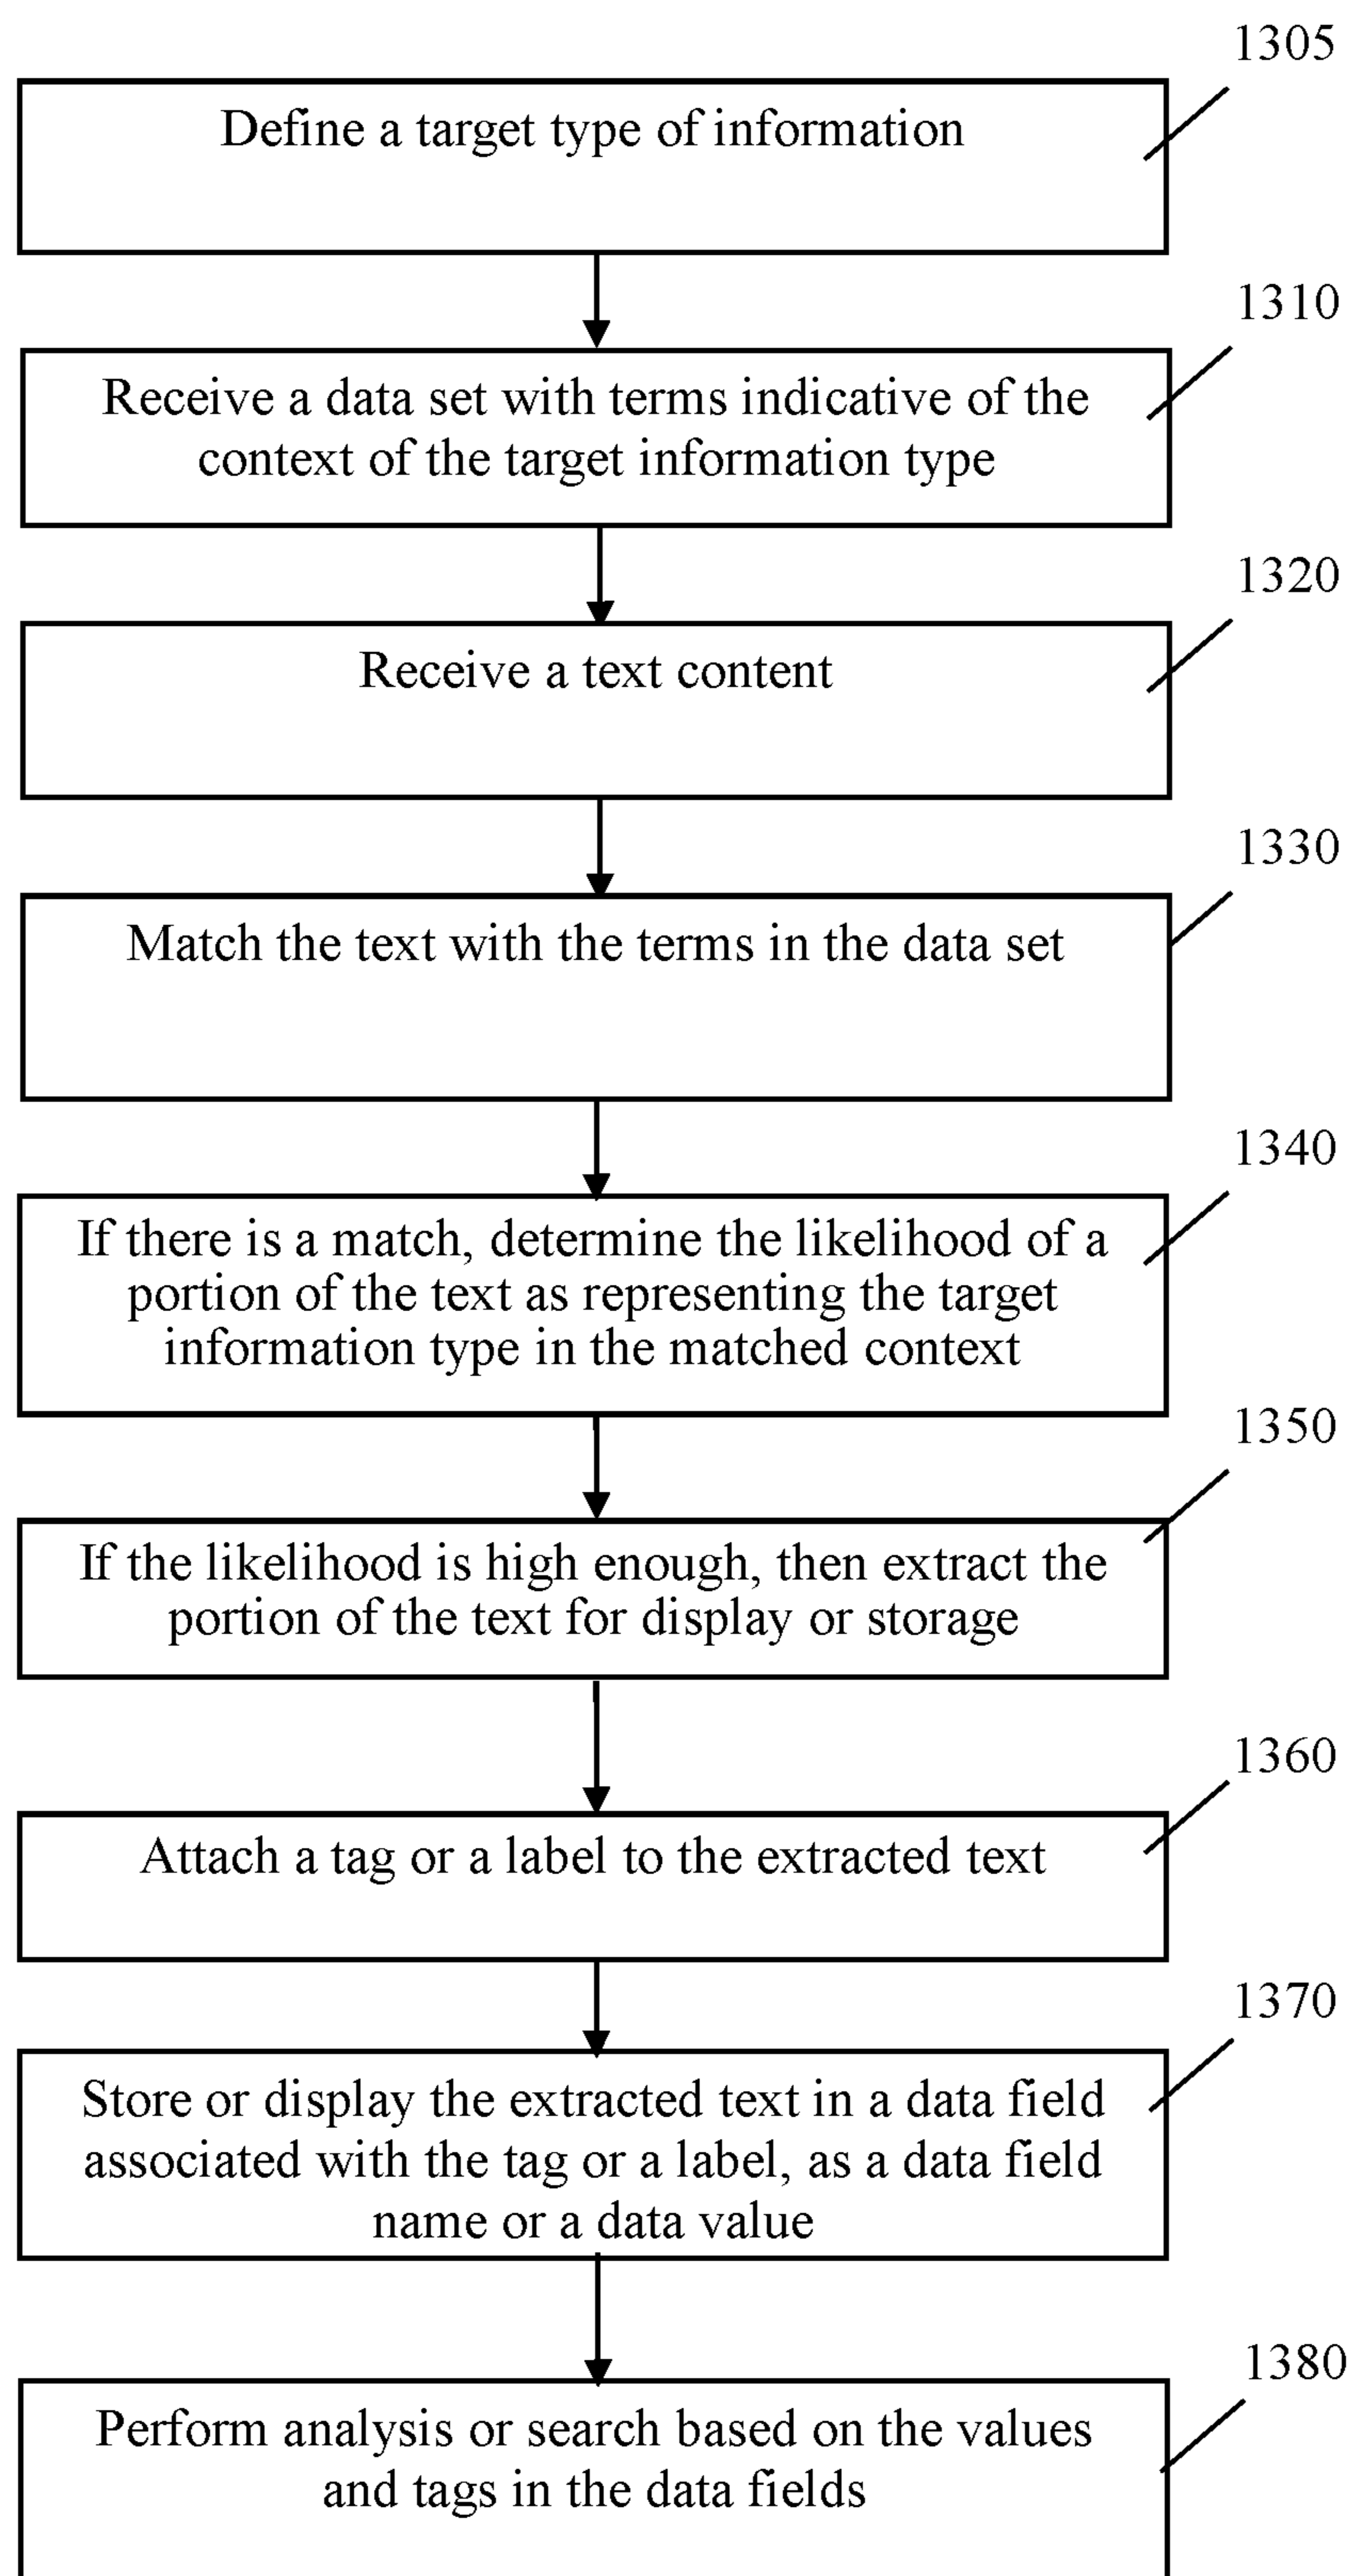 1305
Define a target type of information
1310
Receive a data set with terms indicative of the
context of the target information type
1320
Receive a text content
1330
Match the text with the terms in the data set
1340
If there is a match, determine the likelihood of a
portion of the text as representing the target
information type in the matched context
1350
If the likelihood is high enough, then extract the
portion of the text for display or storage
1360
Attach a tag or a label to the extracted text
1370
Store or display the extracted text in a data field
associated with the tag or a label, as a data field
name or a data value
1380
Perform analysis or search based on the values
and tags in the data fields